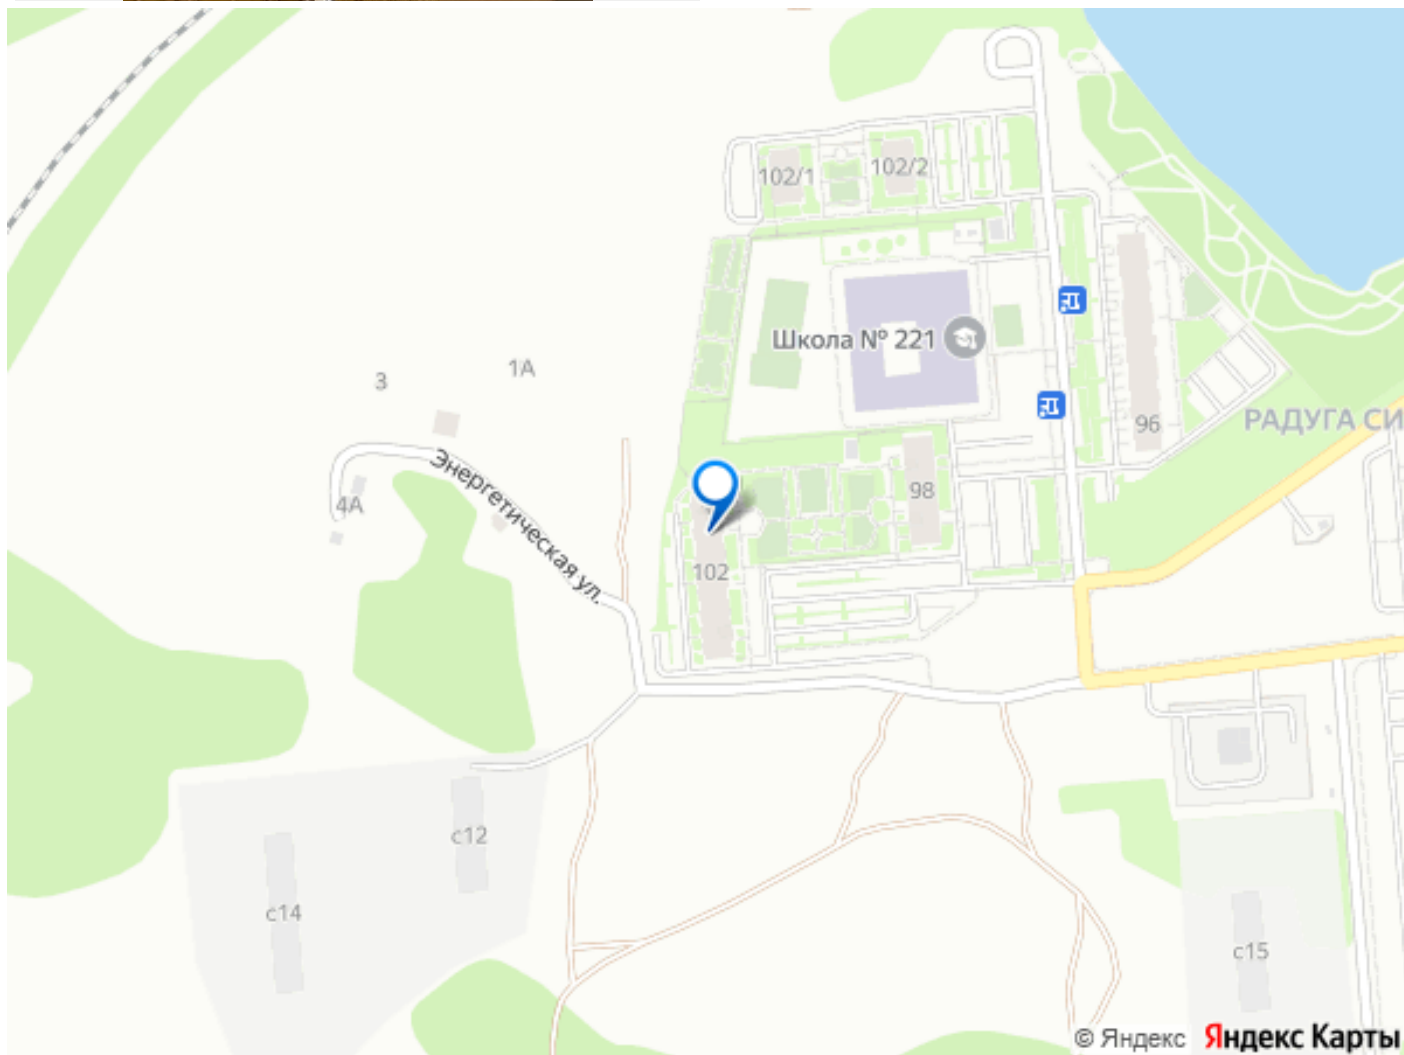 102/1
102/2
Школа № 221
3
1А
96
РАДУГА СИ
Энергетическая ул.
4А
98
102
с12
с14
с15
© Яндекс Яндекс Карты